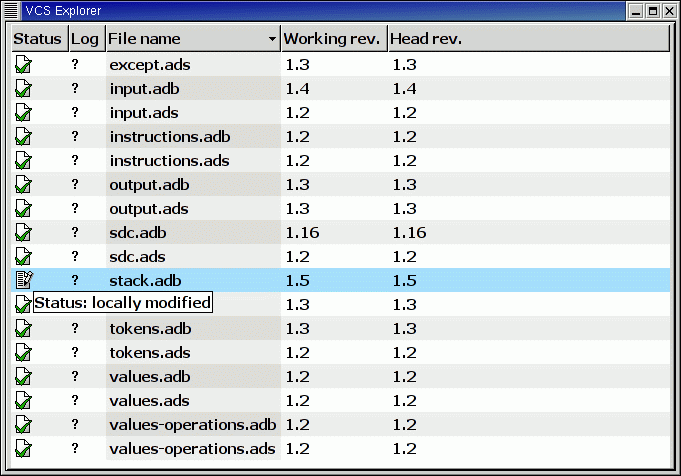 VCS Explorer
Status Log File name Working rev. Head rev.
? except.ads 1.3 1.3
? input.adb 1.4 1.4
? input.ads 1.2 1.2
? instructions.adb 1.2 1.2
? instructions.ads 1.2 1.2
? output.adb 1.3 1.3
? output.ads 1.3 1.3
? sdc.adb 1.16 1.16
? sdc.ads 1.2 1.2
? stack.adb 1.5 1.5
Status: locally modified 1.3 1.3
? tokens.adb 1.3 1.3
? tokens.ads 1.2 1.2
? values.adb 1.2 1.2
? values.ads 1.2 1.2
? values-operations.adb 1.2 1.2
? values-operations.ads 1.2 1.2